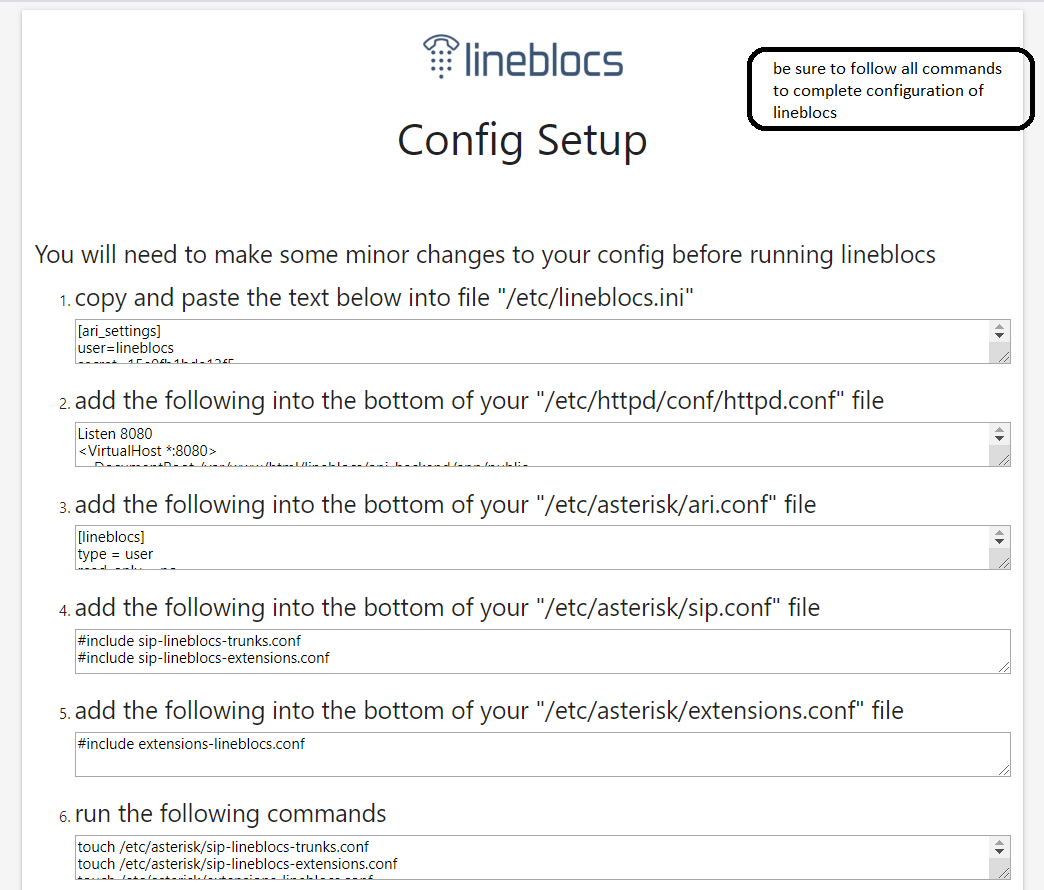 lineblocs
be sure to follow all commands
to complete configuration of
lineblocs
Config Setup
You will need to make some minor changes to your config before running lineblocs
1. copy and paste the text below into file "/etc/lineblocs.ini"
[ari_settings]
user=lineblocs
2. add the following into the bottom of your "/etc/httpd/conf/httpd.conf" file
Listen 8080
<VirtualHost *:8080>
3. add the following into the bottom of your "/etc/asterisk/ari.conf" file
[lineblocs]
type = user
4. add the following into the bottom of your "/etc/asterisk/sip.conf" file
#include sip-lineblocs-trunks.conf
#include sip-lineblocs-extensions.conf
5. add the following into the bottom of your "/etc/asterisk/extensions.conf" file
#include extensions-lineblocs.conf
6. run the following commands
touch /etc/asterisk/sip-lineblocs-trunks.conf
touch /etc/asterisk/sip-lineblocs-extensions.conf
touch /etc/asterisk/extensions-lineblocs.conf